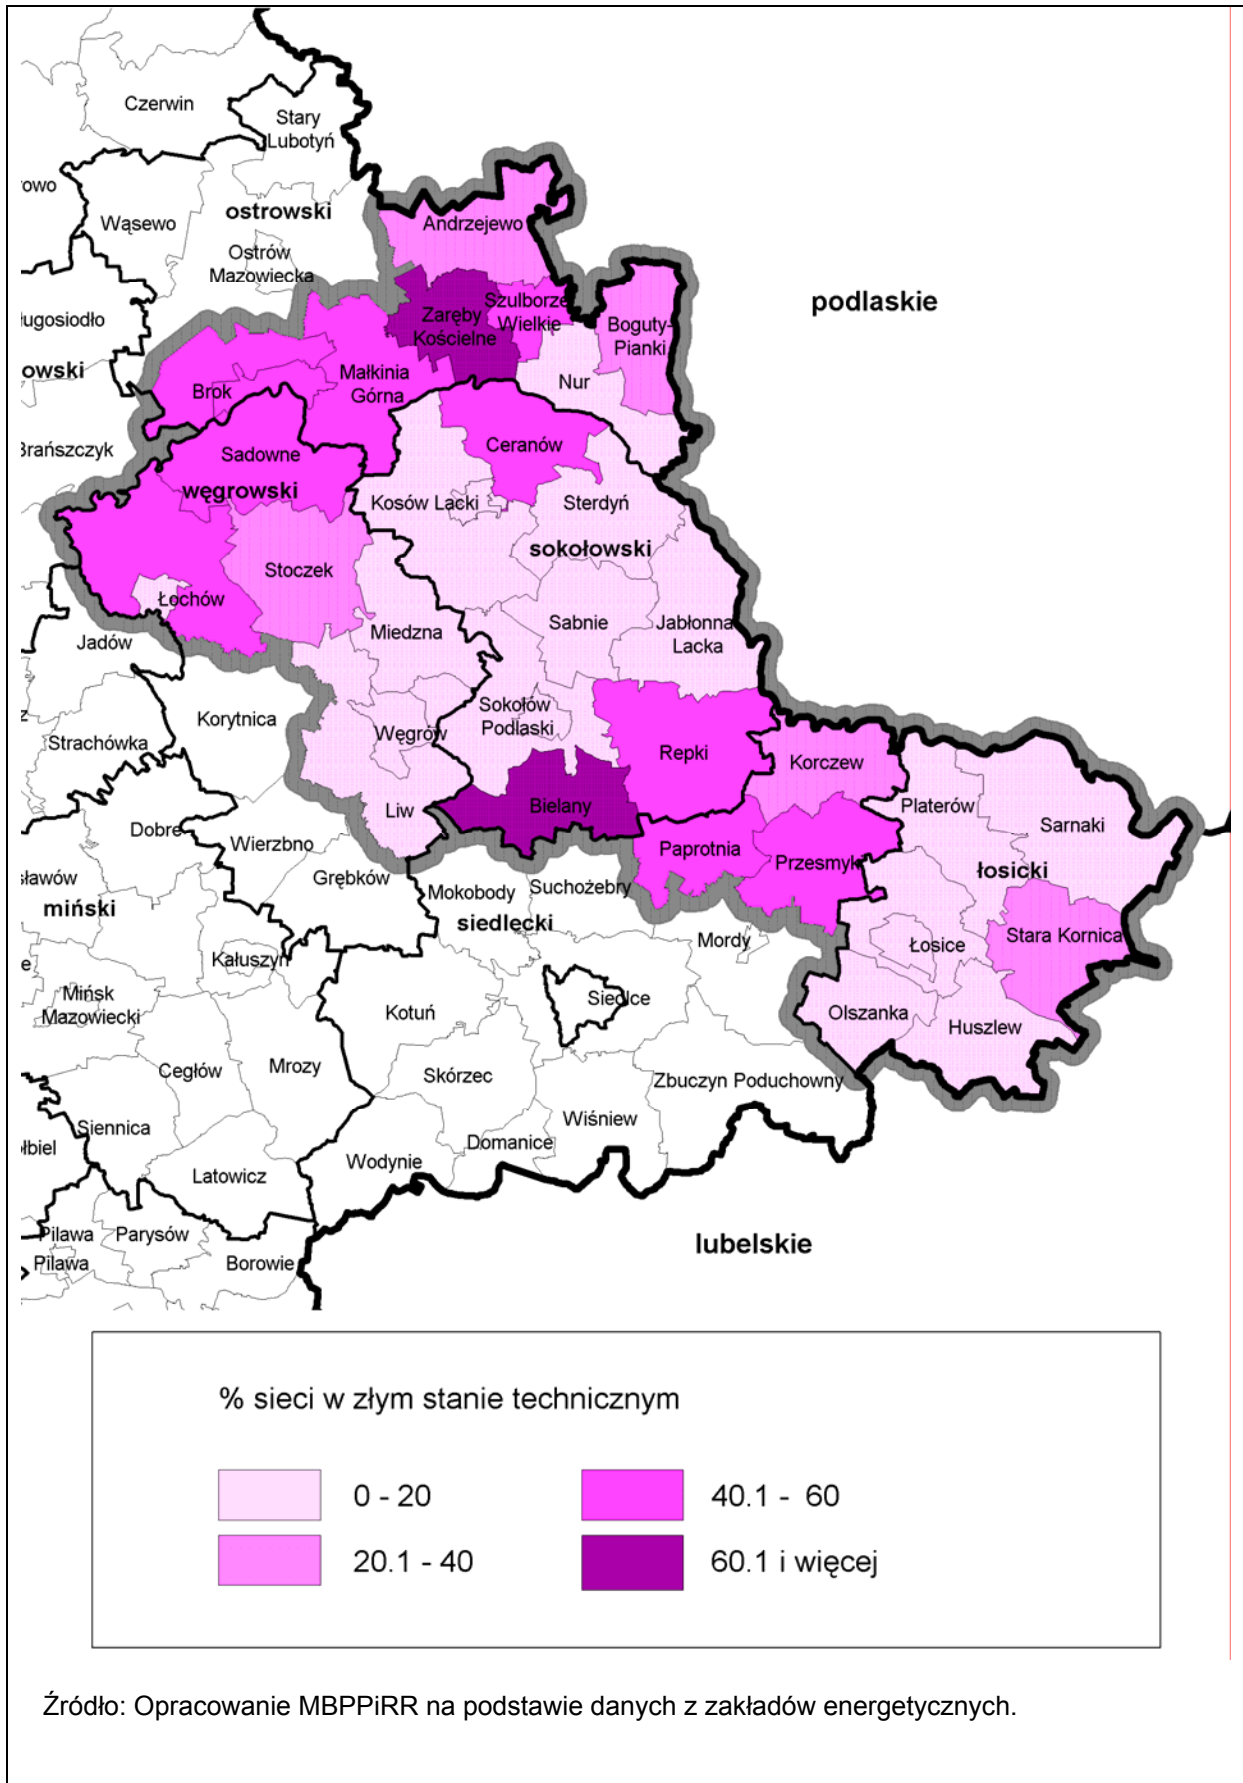 Czerwin
Stary
Lubotyń
rowo
Wąsewo
ostrowski
Ostrów
Mazowiecka
Andrzejewo
ługosiodło
Zaręby
Kościelne
Szulborze
Wielkie
Boguty-
Pianki
podlaskie
owski
Brok
Małkinia
Górna
Nur
Brańszczyk
Sadowne
Ceranów
węgrowski
Kosów Lacki
Sterdyń
sokołowski
Stoczek
Łochów
Jadów
Miedzna
Sabnie
Jabłonna
Lacka
Korytnica
Strachówka
Węgrów
Sokołów
Podlaski
Repki
Korczew
Platerów
Sarnaki
Dobre
Liw
Bielany
Wierzbno
Grębków
Paprotnia
Przesmyki
łosicki
sławów
miński
Mokobody
Suchożebry
siedlecki
Mordy
Łosice
Stara Kornica
Kałuszyn
Mińsk
Mazowiecki
Kotuń
Siedlce
Olszanka
Huszlew
Cegłów
Mrozy
Skórzec
Zbuczyn Poduchowny
Siennica
Wiśniew
łbiel
Domanice
Wodynie
Latowicz
Pilawa
Parysów
Pilawa
Borowie
lubelskie
% sieci w złym stanie technicznym
0 - 20
40.1 - 60
20.1 - 40
60.1 i więcej
Źródło: Opracowanie MBPPiRR na podstawie danych z zakładów energetycznych.